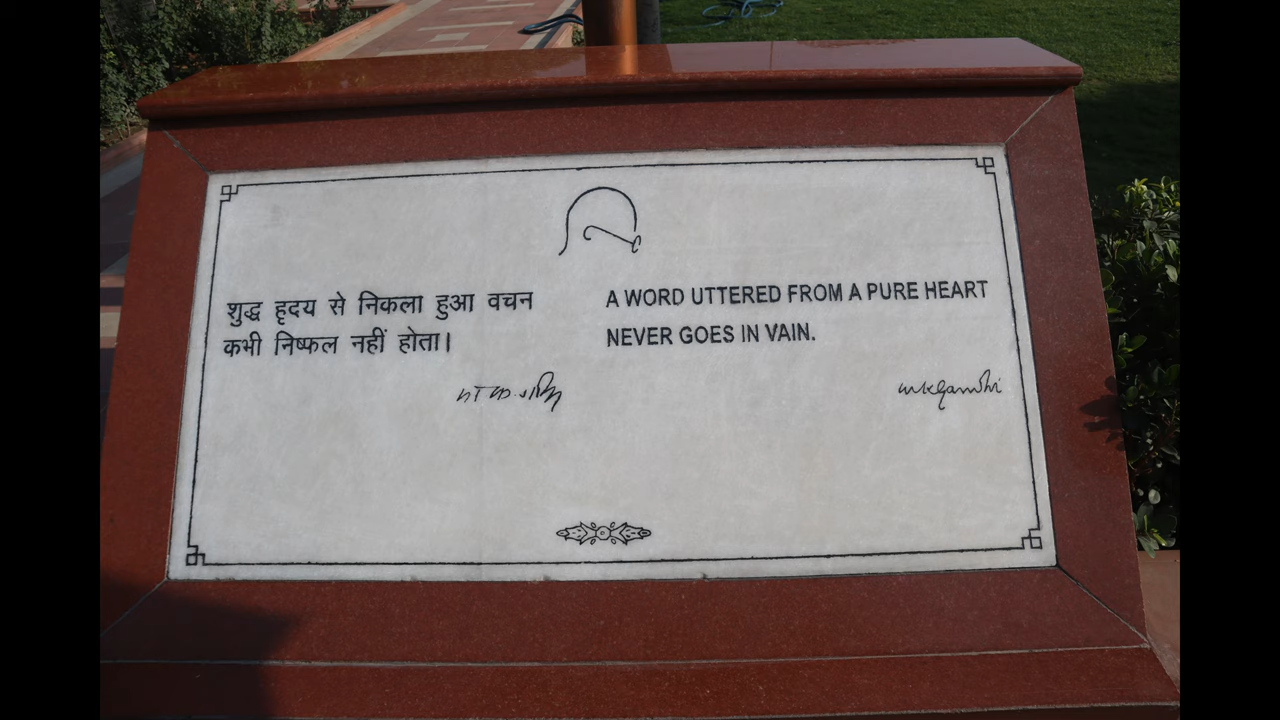 शुद्ध हृदय से निकला हुआ वचन
कभी निष्फल नहीं होता।
A WORD UTTERED FROM A PURE HEART
NEVER GOES IN VAIN.
mkgandhi